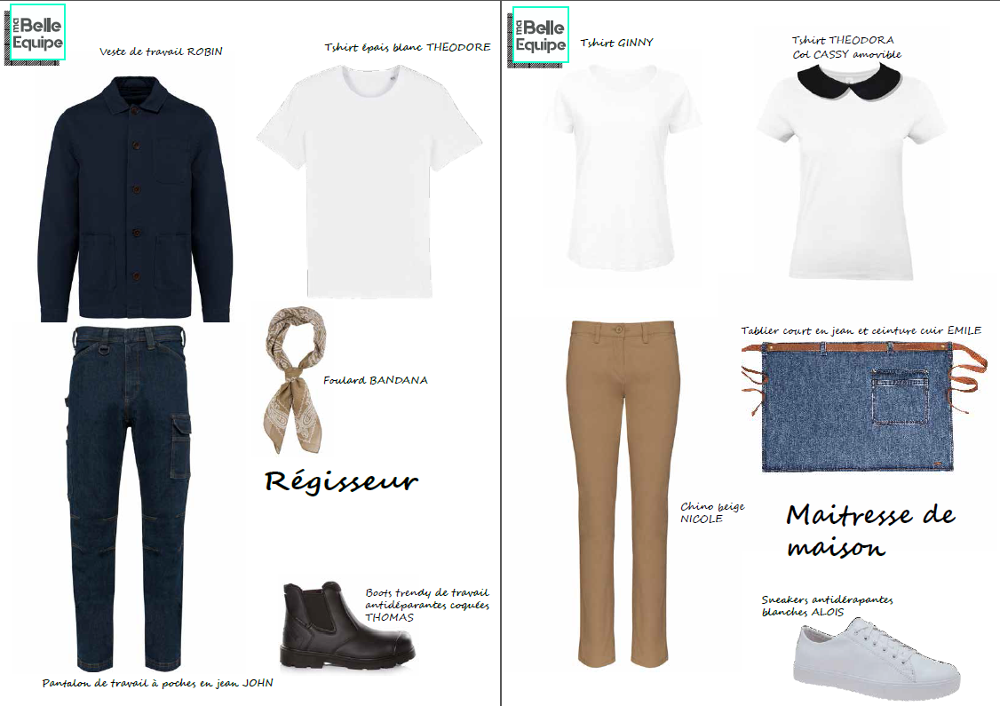 ma
Belle
Equipe
Veste de travail ROBIN
Tshirt épais blanc THEODORE
Foulard BANDANA
Régisseur
Boots trendy de travail
antidéparantes coquées
THOMAS
Pantalon de travail à poches en jean JOHN
ma
Belle
Equipe
Tshirt GINNY
Tshirt THEODORA
Col CASSY amovible
Tablier court en jean et ceinture cuir EMILE
Chino beige
NICOLE
Maitresse de
maison
Sneakers antidérapantes
blanches ALOIS